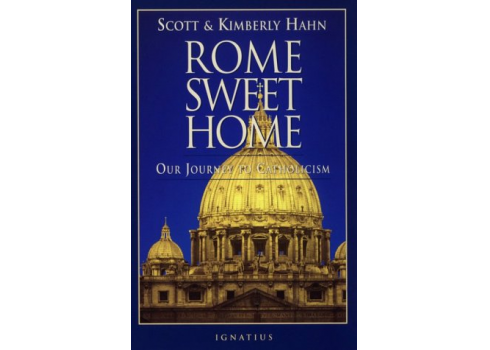 SCOTT & KIMBERLY HAHN
ROME
SWEET
HOME
OUR JOURNEY TO CATHOLICISM
IGNATIUS